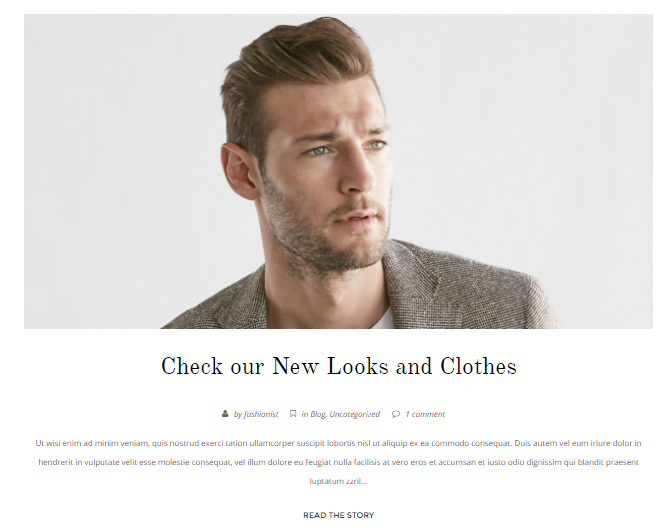 Check our New Looks and Clothes
by fashionist in Blog, Uncategorized 1 comment
Ut wisi enim ad minim veniam, quis nostrud exerci tation ullamcorper suscipit lobortis nisl ut aliquip ex ea commodo consequat. Duis autem vel eum iriure dolor in
hendrerit in vulputate velit esse molestie consequat, vel illum dolore eu feugiat nulla facilisis at vero eros et accumsan et iusto odio dignissim qui blandit praesent
luptatum zzril...
READ THE STORY